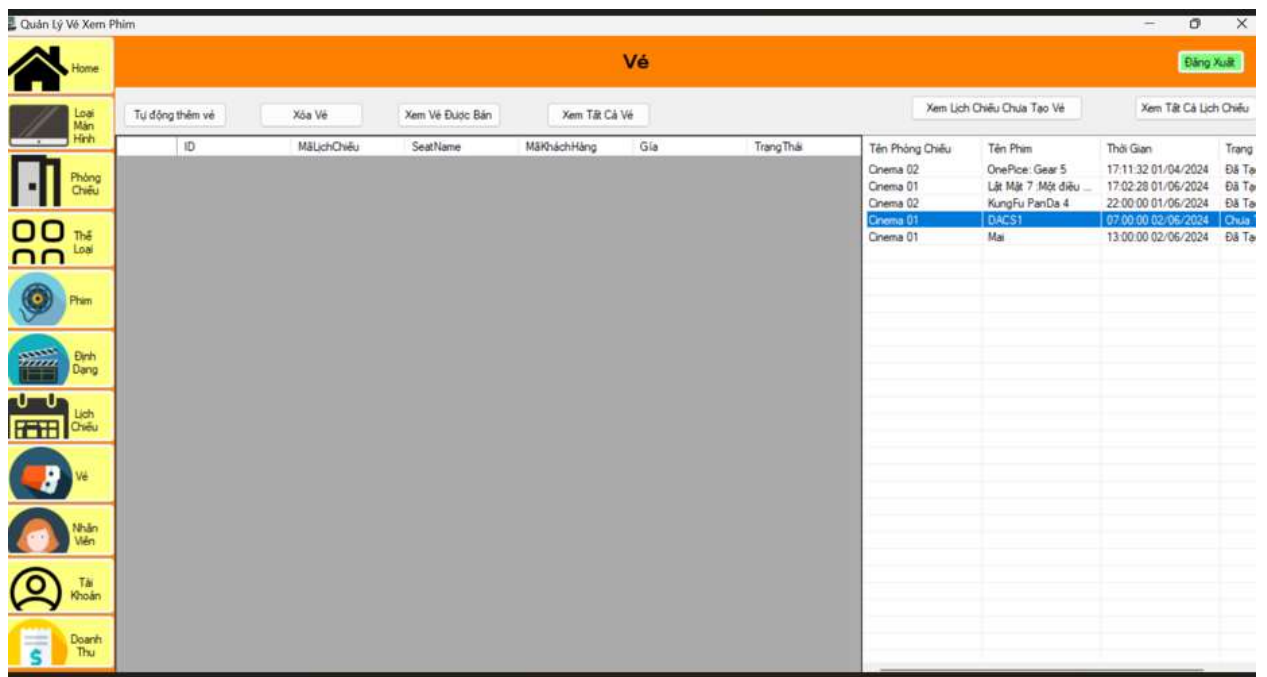 Quản Lý Vé Xem Phim
Vé
Đăng Xuất
Home
Loại
Màn
Hình
Phòng
Chiếu
Thể
Loại
Phim
Định
Dạng
Lịch
Chiếu
Vé
Nhân
Viên
Tài
Khoản
Doanh
Thu
Tự động thêm vé Xóa Vé Xem Vé Được Bán Xem Tất Cả Vé
Xem Lịch Chiếu Chưa Tạo Vé Xem Tất Cả Lịch Chiếu
ID MãLịchChiếu SeatName MãKháchHàng Gía TrạngThái
Tên Phòng Chiếu Tên Phim Thời Gian Trạng
Cinema 02 OnePice: Gear 5 17:11:32 01/04/2024 Đã Tạ
Cinema 01 Lật Mặt 7 :Một điều ... 17:02:28 01/06/2024 Đã Tạ
Cinema 02 KungFu PanDa 4 22:00:00 01/06/2024 Đã Tạ
Cinema 01 DACS1 07:00:00 02/06/2024 Chưa T
Cinema 01 Mai 13:00:00 02/06/2024 Đã Tạ